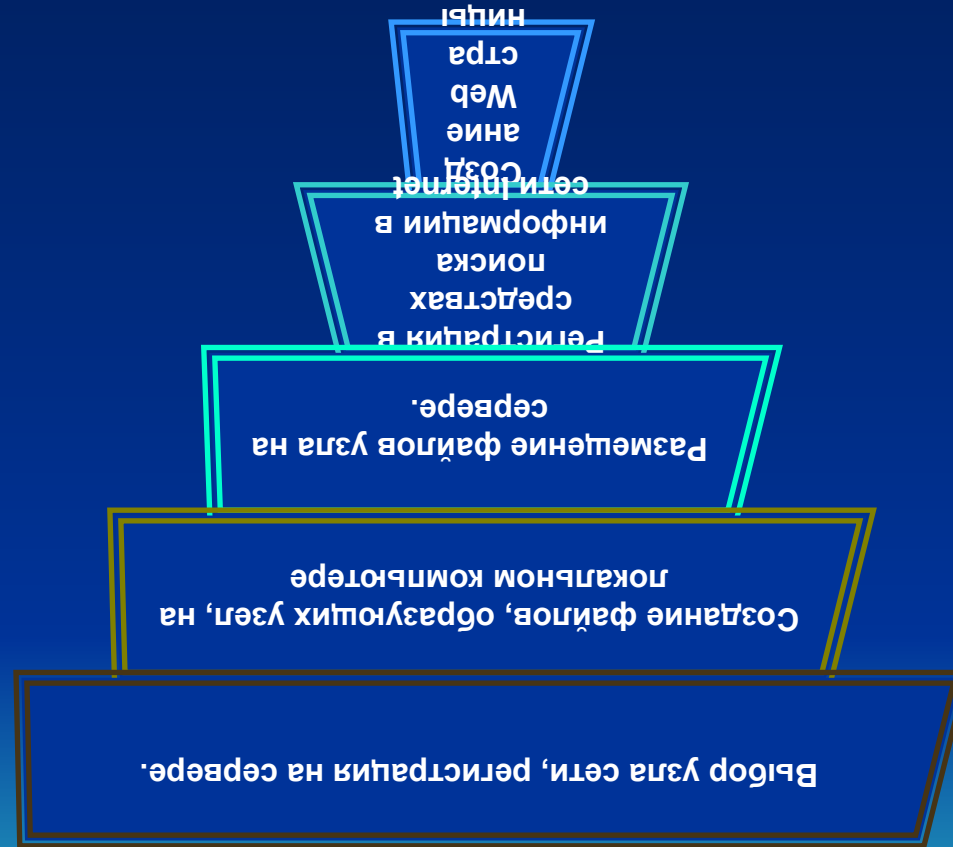 Выбор узла сети, регистрация на сервере.
Создание файлов, образующих узел, на
локальном компьютере
Размещение файлов узла на
сервере.
Регистрация в
средствах
поиска
информации в
сети Internet
Созд
ание
Web
стра
ницы